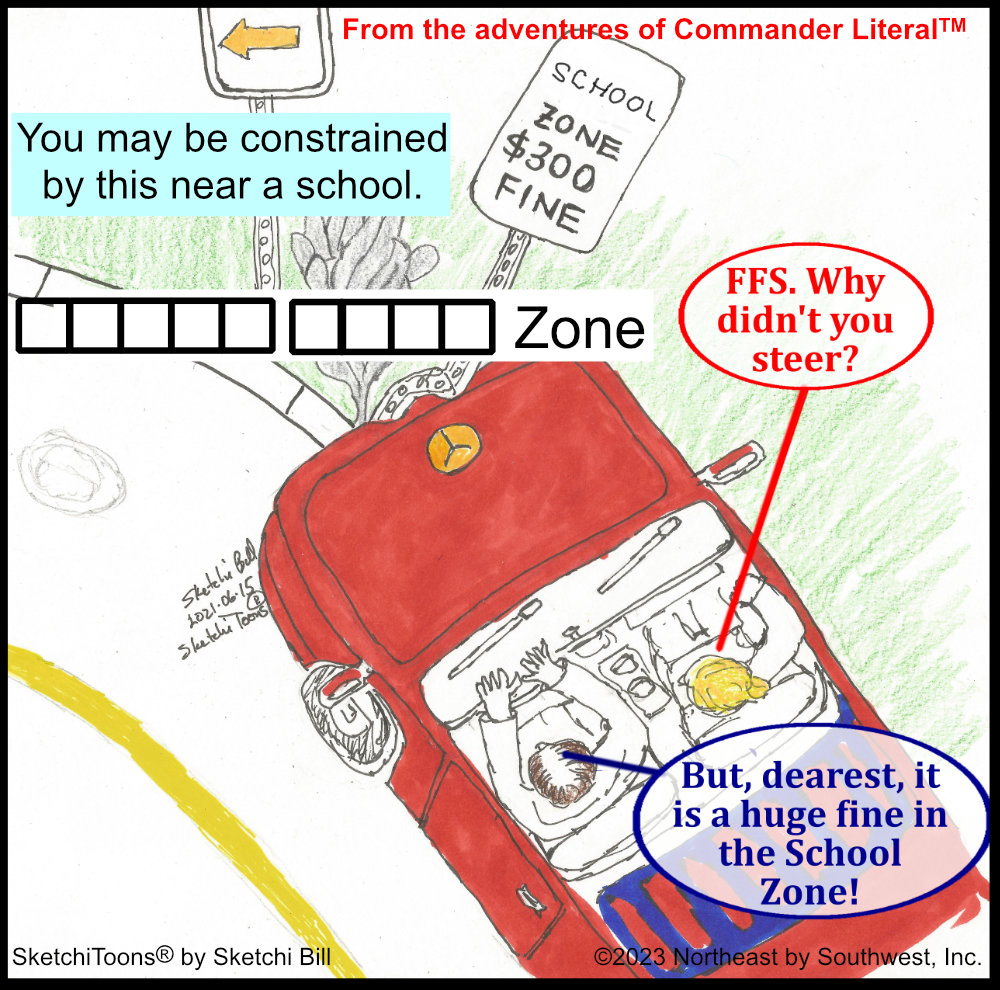 From the adventures of Commander Literal™
You may be constrained
by this near a school.
SCHOOL
ZONE
$300
FINE
Zone
FFS. Why
didn't you
steer?
Sketchi Bill
2021.06.15
®
Sketchi Toons
But, dearest, it
is a huge fine in
the School
Zone!
SketchiToons® by Sketchi Bill
©2023 Northeast by Southwest, Inc.